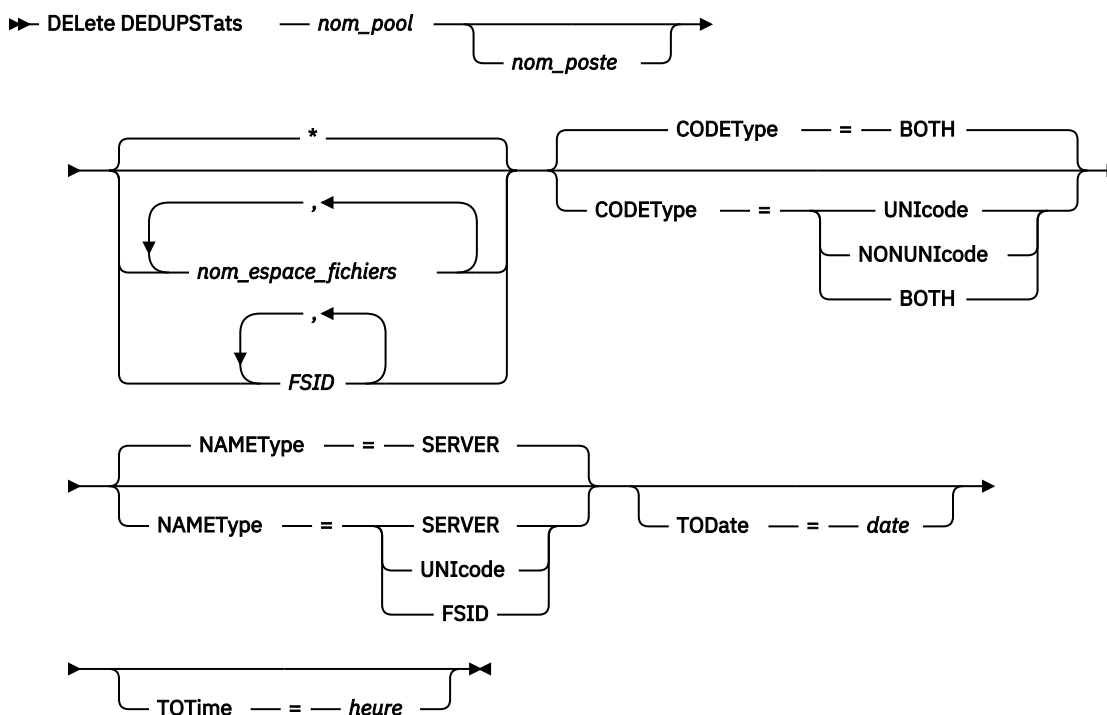 DELete DEDUPSTats — nom_pool
nom_poste
*
,
nom_espace_fichiers
,
FSID
CODEType — = — BOTH
CODEType — = UNIcode
NONUNIcode
BOTH
NAMEType — = — SERVER
NAMEType — = — SERVER
UNIcode
FSID
TODate — = — date
TOTime — = — heure